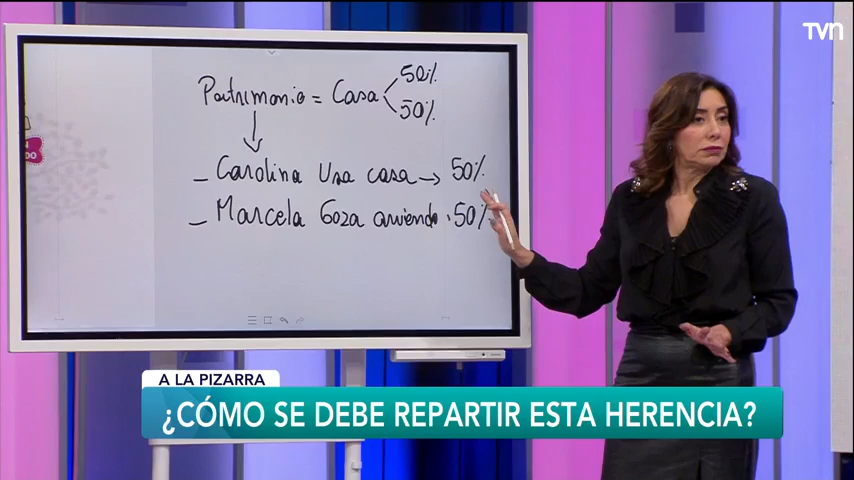 TVN
Patrimonio = Casa 50%
50%
- Carolina Usa casa → 50%
- Marcela Goza arriendo . 50%
A LA PIZARRA
¿CÓMO SE DEBE REPARTIR ESTA HERENCIA?